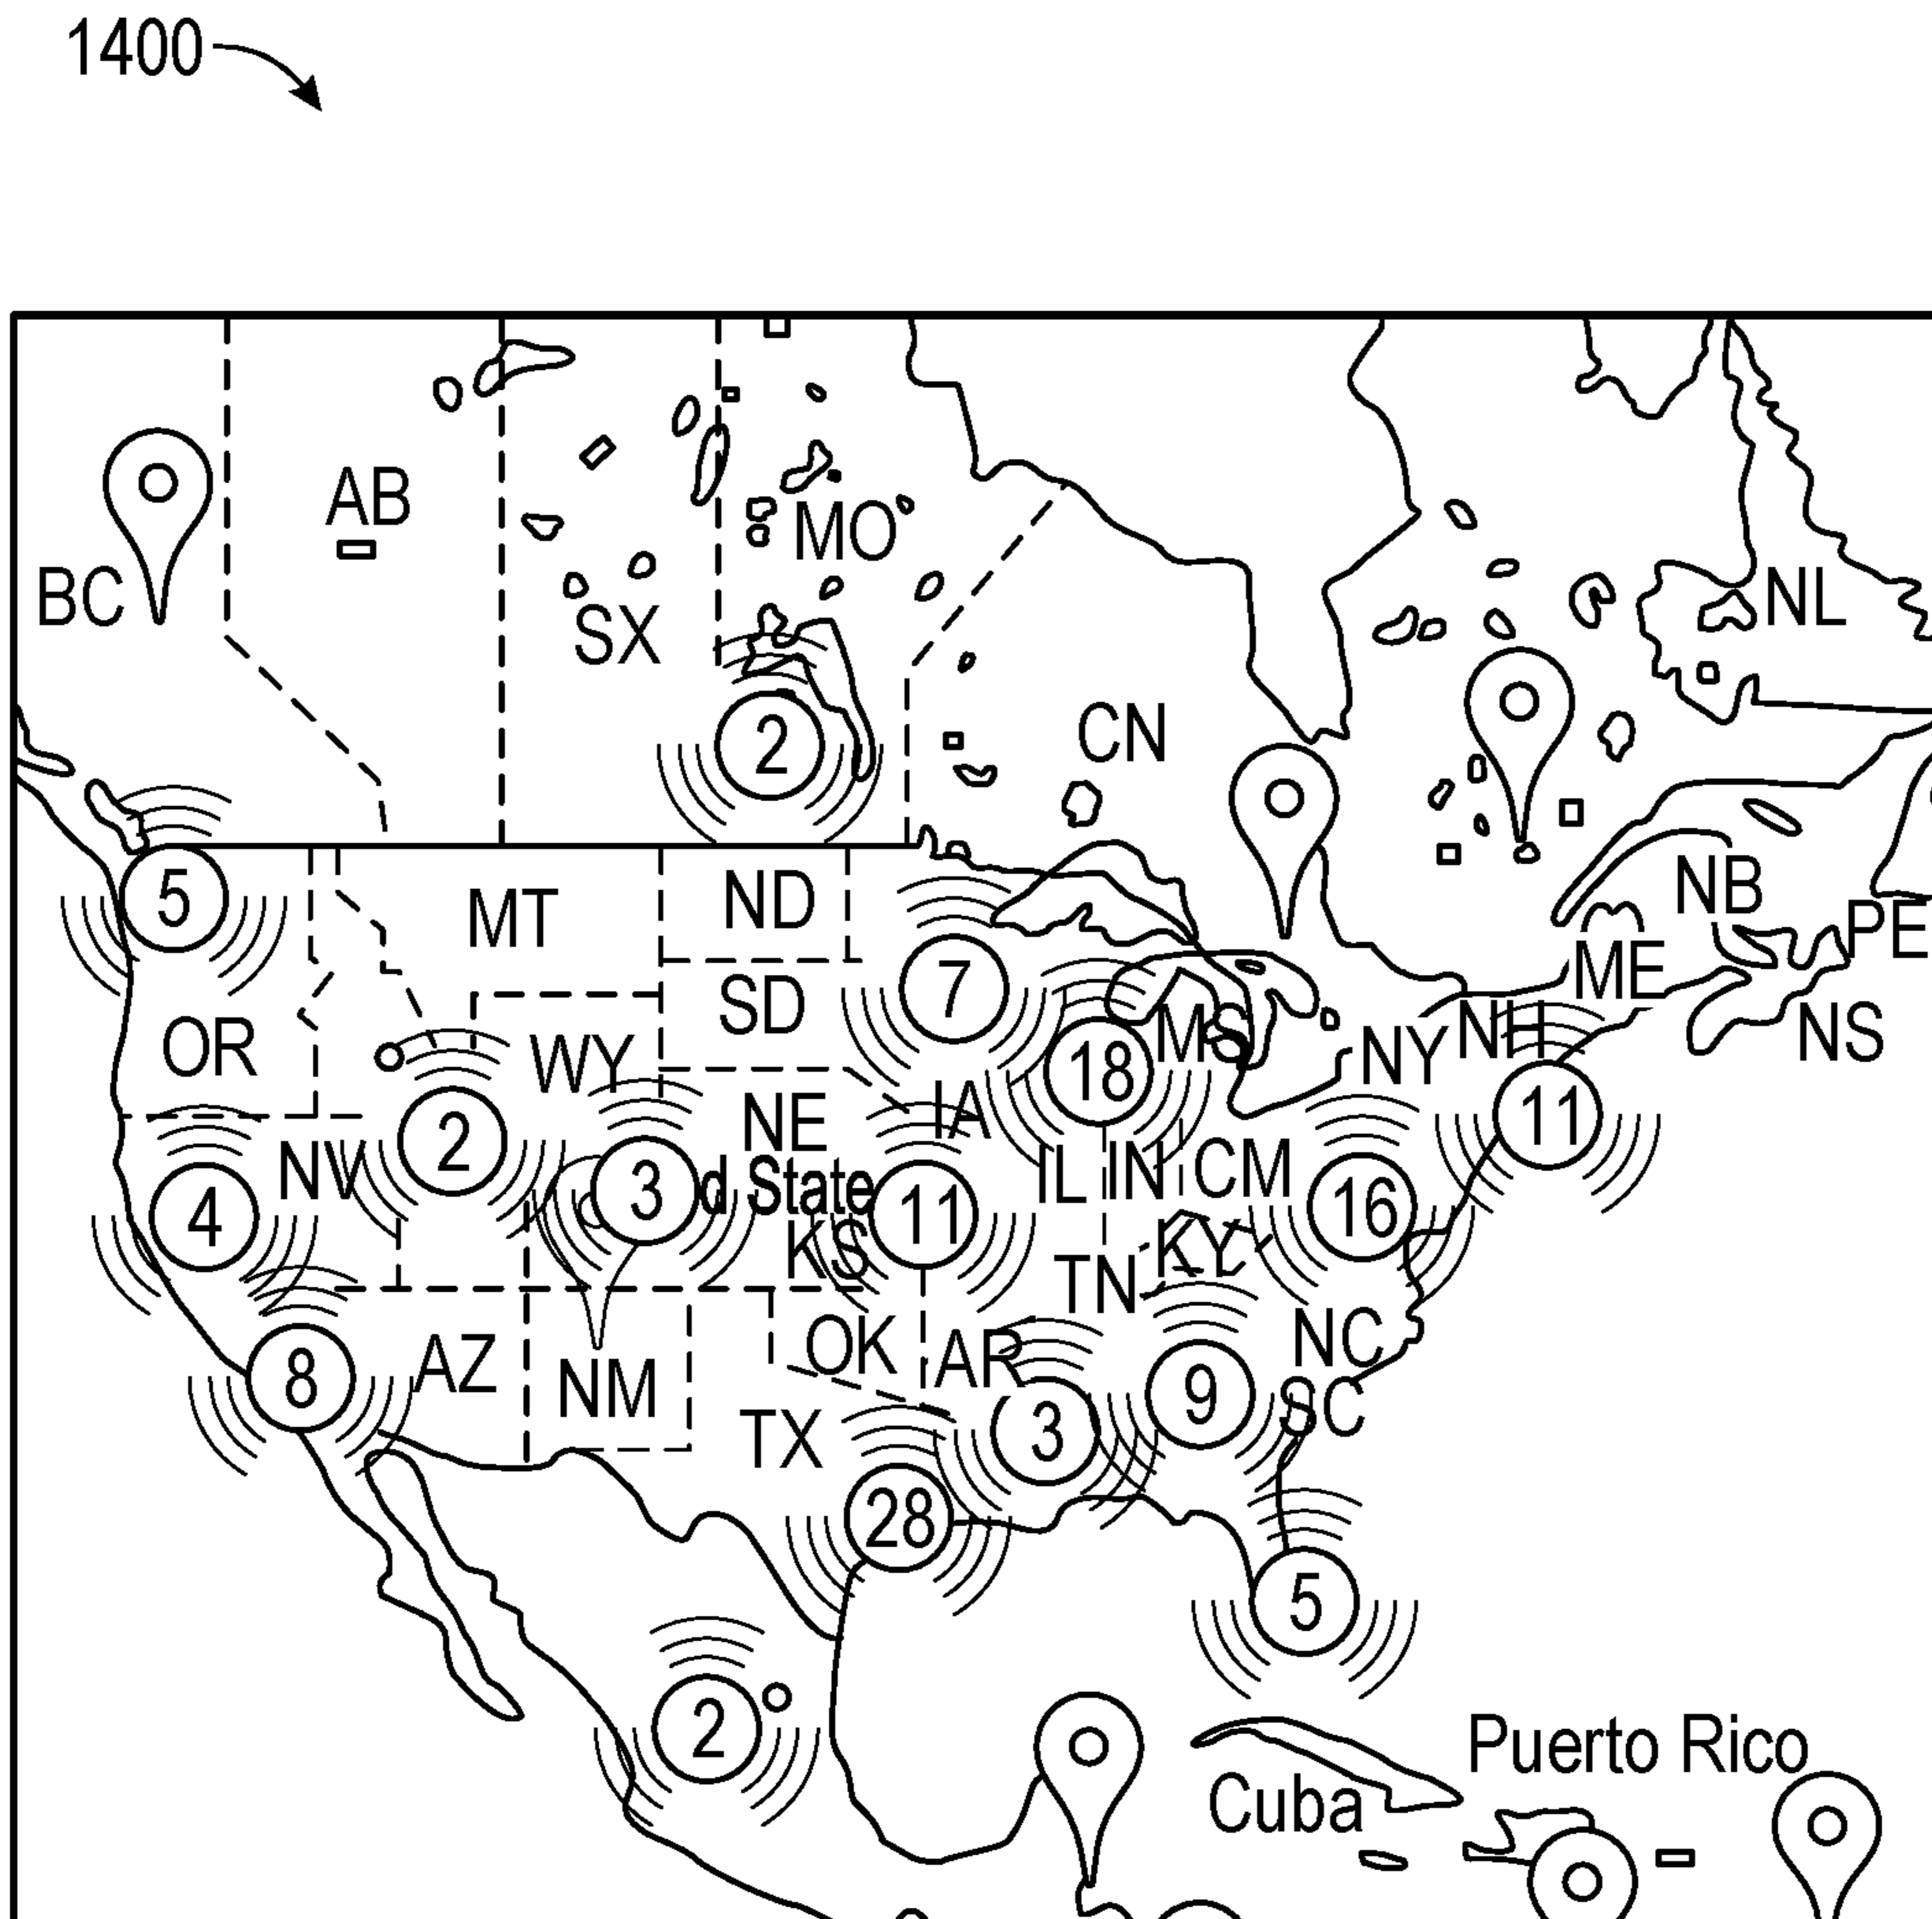 1400
AB
MO
BC
SX
NL
CN
2
5
MT
ND
NB
PE
ME
7
SD
NS
OR
WY
18
MS
NY
NH
11
NE
IA
2
NV
3
d State
KS
11
IL
IN
CM
16
4
KY
TN
OK
AR
NC
8
AZ
NM
9
SC
TX
3
28
5
2
Puerto Rico
Cuba